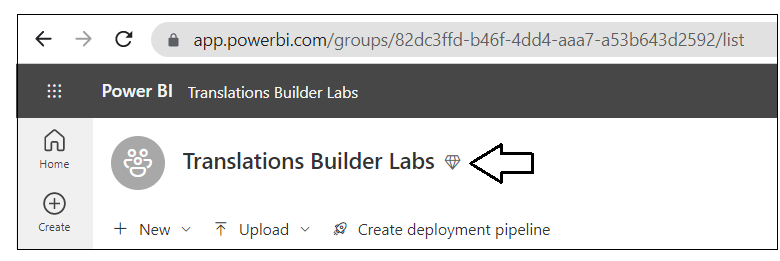 app.powerbi.com/groups/82dc3ffd-b46f-4dd4-aaa7-a53b643d2592/list
Power BI Translations Builder Labs
Home
Translations Builder Labs
Create
New Upload Create deployment pipeline